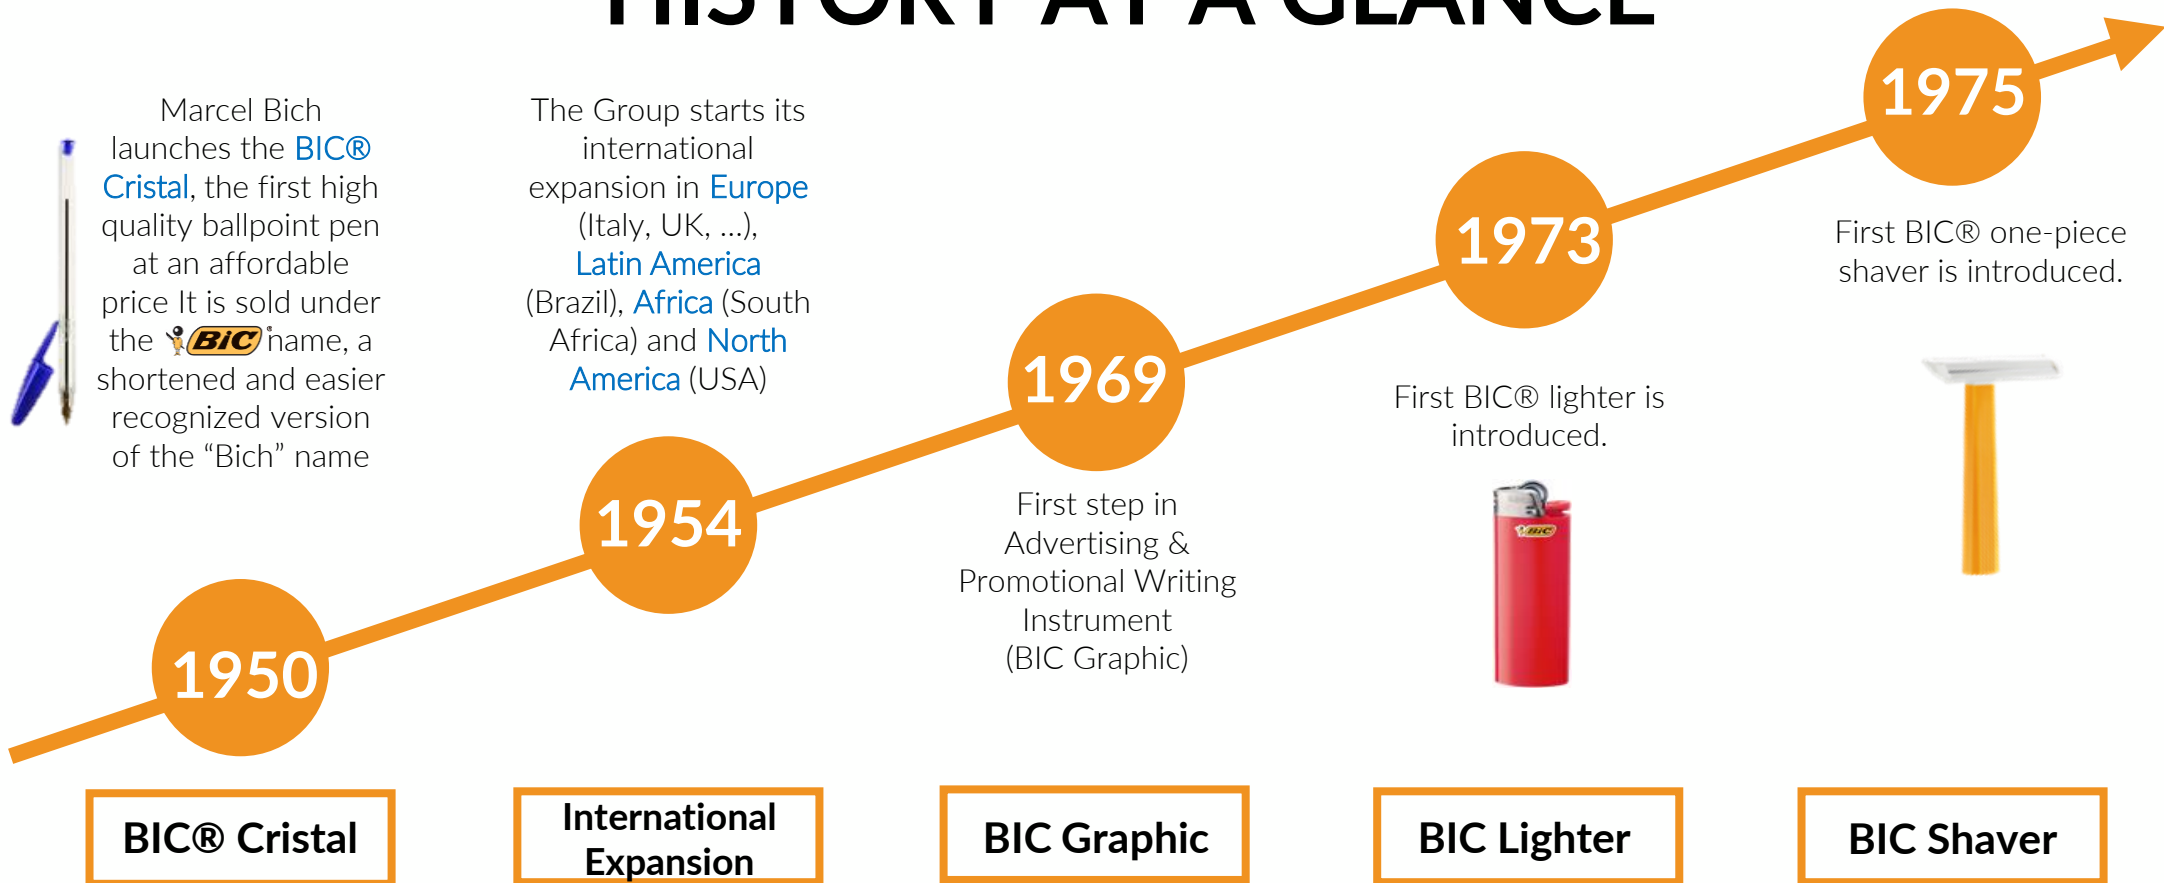 HISTORY AT A GLANCE
Marcel Bich
launches the BIC®
Cristal, the first high
quality ballpoint pen
at an affordable
price It is sold under
the BiC® name, a
shortened and easier
recognized version
of the “Bich” name
1950
BIC® Cristal
The Group starts its
international
expansion in Europe
(Italy, UK, ...),
Latin America
(Brazil), Africa (South
Africa) and North
America (USA)
1954
International
Expansion
1969
First step in
Advertising &
Promotional Writing
Instrument
(BIC Graphic)
BIC Graphic
1973
First BIC® lighter is
introduced.
BiC
BIC Lighter
1975
First BIC® one-piece
shaver is introduced.
BIC Shaver